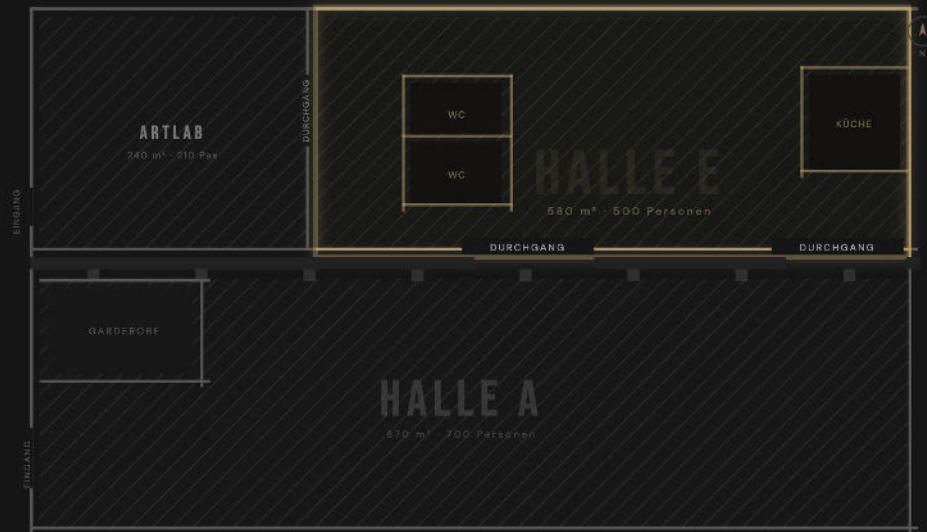 N
DURCHGANG
WC
KÜCHE
ARTLAB
240 m² · 210 Pax
HALLE E
WC
580 m² · 500 Personen
EINGANG
DURCHGANG
DURCHGANG
GARDEROBE
HALLE A
670 m² · 700 Personen
EINGANG